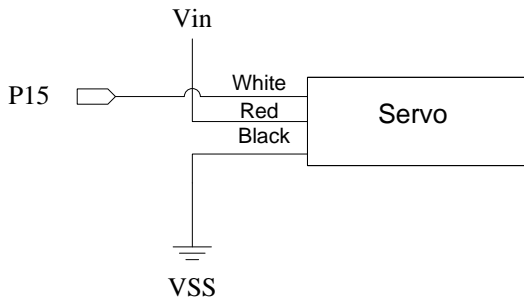 Vin
P15
White
Red
Black
Servo
VSS